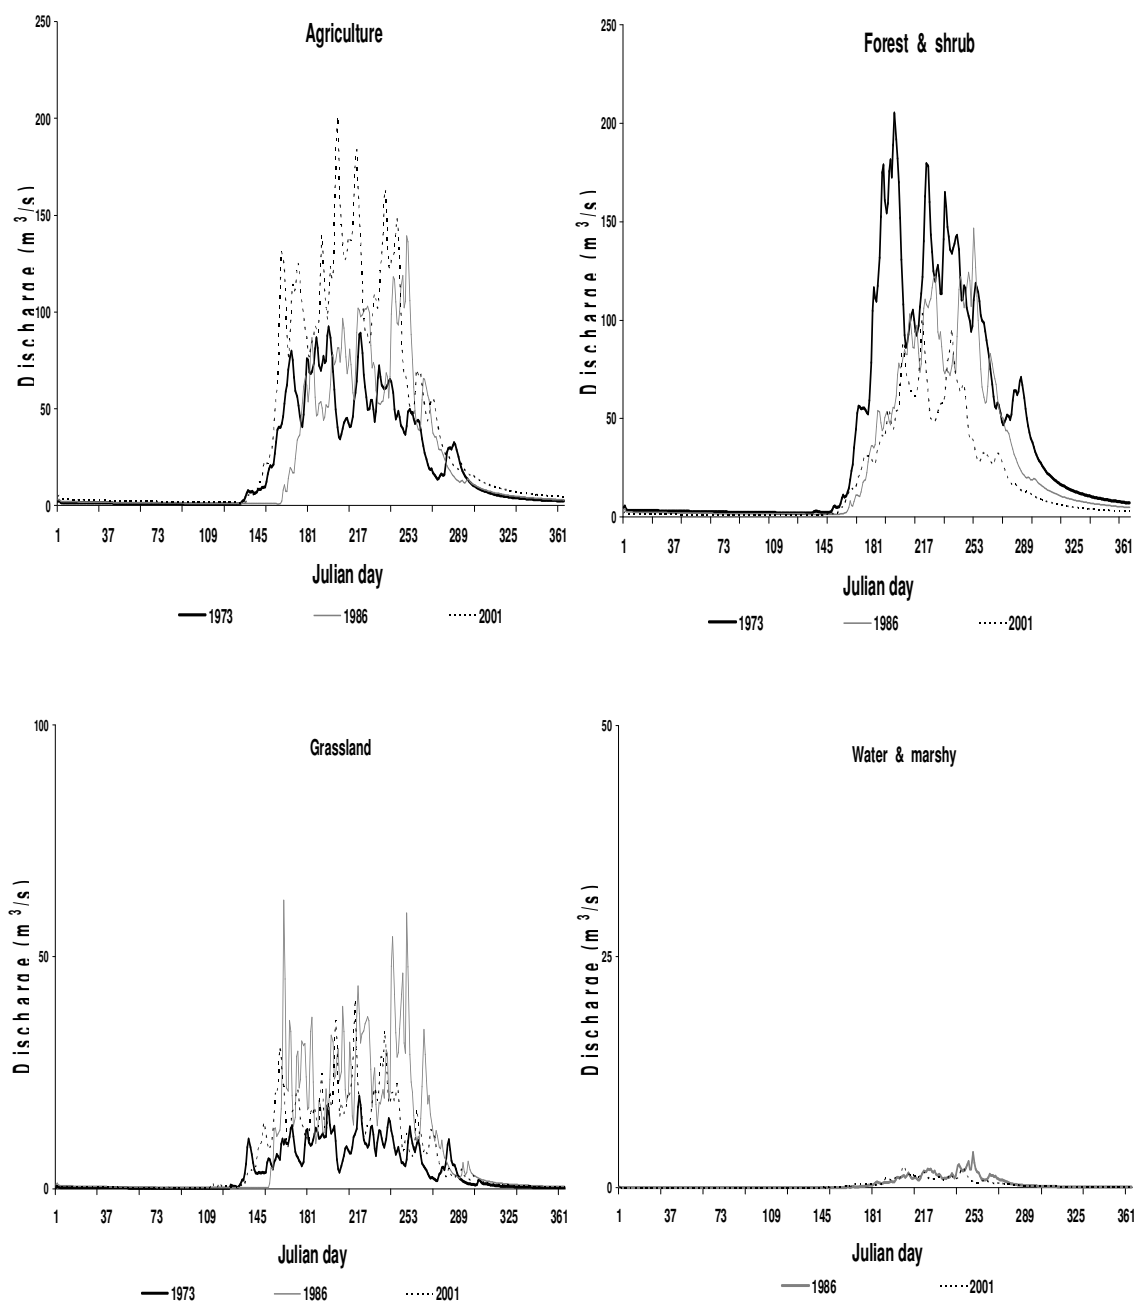 Agriculture
250
200
150
100
50
0
Discharge (m3/s)
1 37 73 109 145 181 217 253 289 325 361
Julian day
1973 1986 2001
Forest & shrub
250
200
150
100
50
0
Discharge (m3/s)
1 37 73 109 145 181 217 253 289 325 361
Julian day
1973 1986 2001
Grassland
100
50
0
Discharge (m3/s)
1 37 73 109 145 181 217 253 289 325 361
Julian day
1973 1986 2001
Water & marshy
50
25
0
Discharge (m3/s)
1 37 73 109 145 181 217 253 289 325 361
Julian day
1986 2001